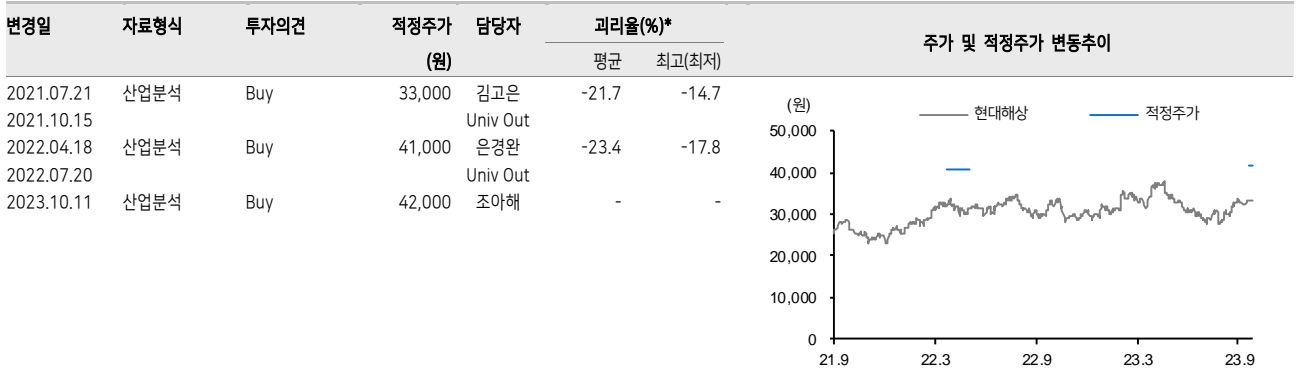 변경일 자료형식 투자의견 적정주가 담당자 괴리율(%)* 주가 및 적정주가 변동추이
(원) 평균 최고(최저)
2021.07.21 산업분석 Buy 33,000 김고은 -21.7 -14.7
2021.10.15 Univ Out
2022.04.18 산업분석 Buy 41,000 은경완 -23.4 -17.8
2022.07.20 Univ Out
2023.10.11 산업분석 Buy 42,000 조아해 - -
(원) 현대해상 적정주가
50,000
40,000
30,000
20,000
10,000
0
21.9 22.3 22.9 23.3 23.9